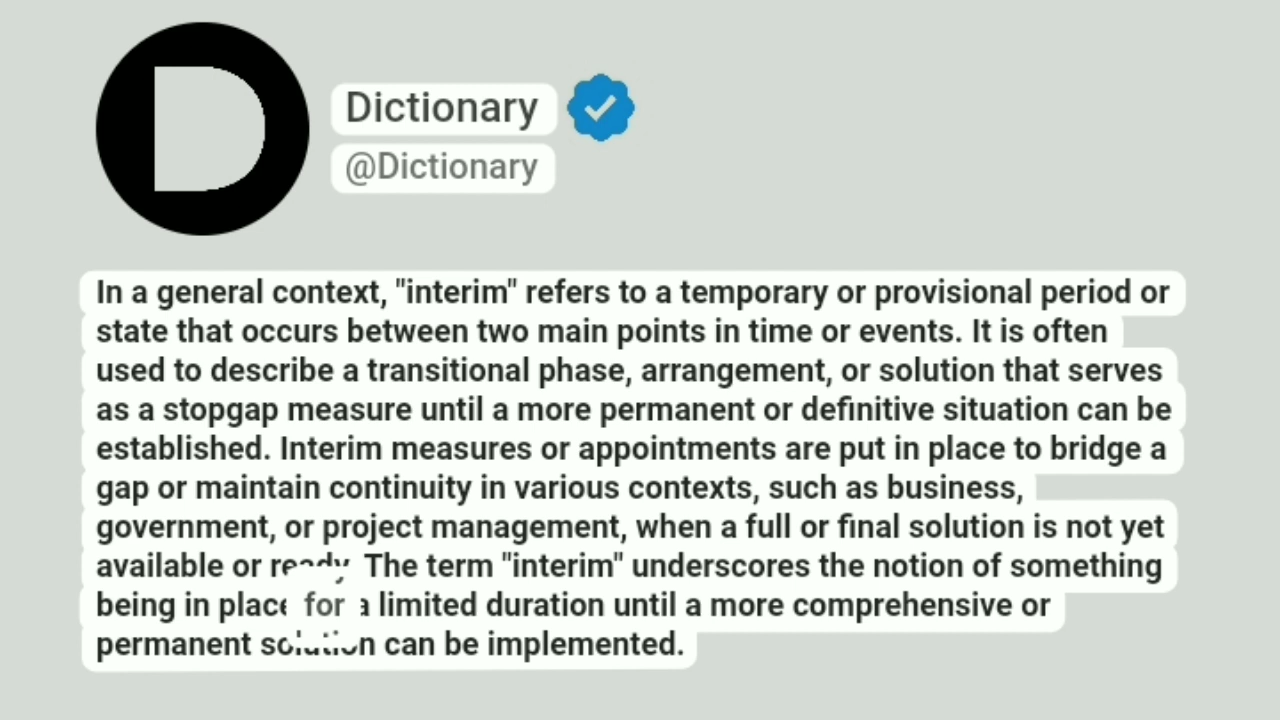 D
Dictionary
@Dictionary
In a general context, "interim" refers to a temporary or provisional period or
state that occurs between two main points in time or events. It is often
used to describe a transitional phase, arrangement, or solution that serves
as a stopgap measure until a more permanent or definitive situation can be
established. Interim measures or appointments are put in place to bridge a
gap or maintain continuity in various contexts, such as business,
government, or project management, when a full or final solution is not yet
available or ready. The term "interim" underscores the notion of something
being in place for a limited duration until a more comprehensive or
permanent solution can be implemented.